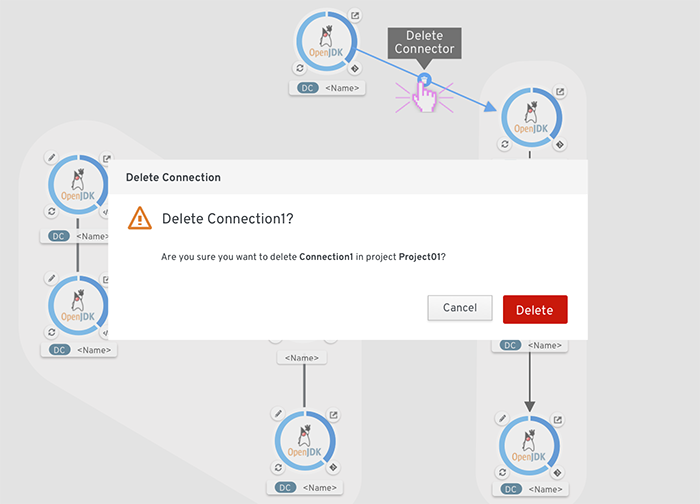 Delete
Connector
OpenJDK
DC <Name>
OpenJDK
OpenJDK
DC <Name>
Delete Connection
Delete Connection1?
Are you sure you want to delete Connection1 in project Project01?
Cancel
Delete
OpenJDK
DC <Name>
DC <Name>
<Name>
OpenJDK
DC <Name>
OpenJDK
DC <Name>